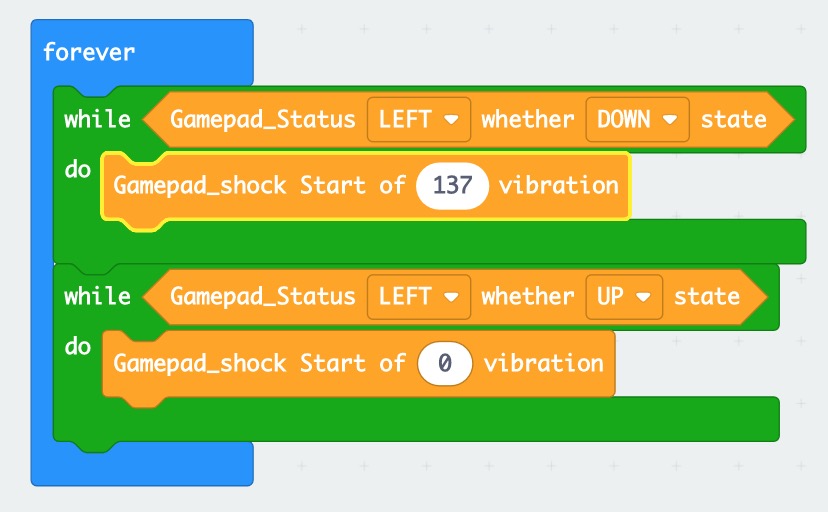 forever
while Gamepad_Status LEFT whether DOWN state
do Gamepad_shock Start of 137 vibration
while Gamepad_Status LEFT whether UP state
do Gamepad_shock Start of 0 vibration